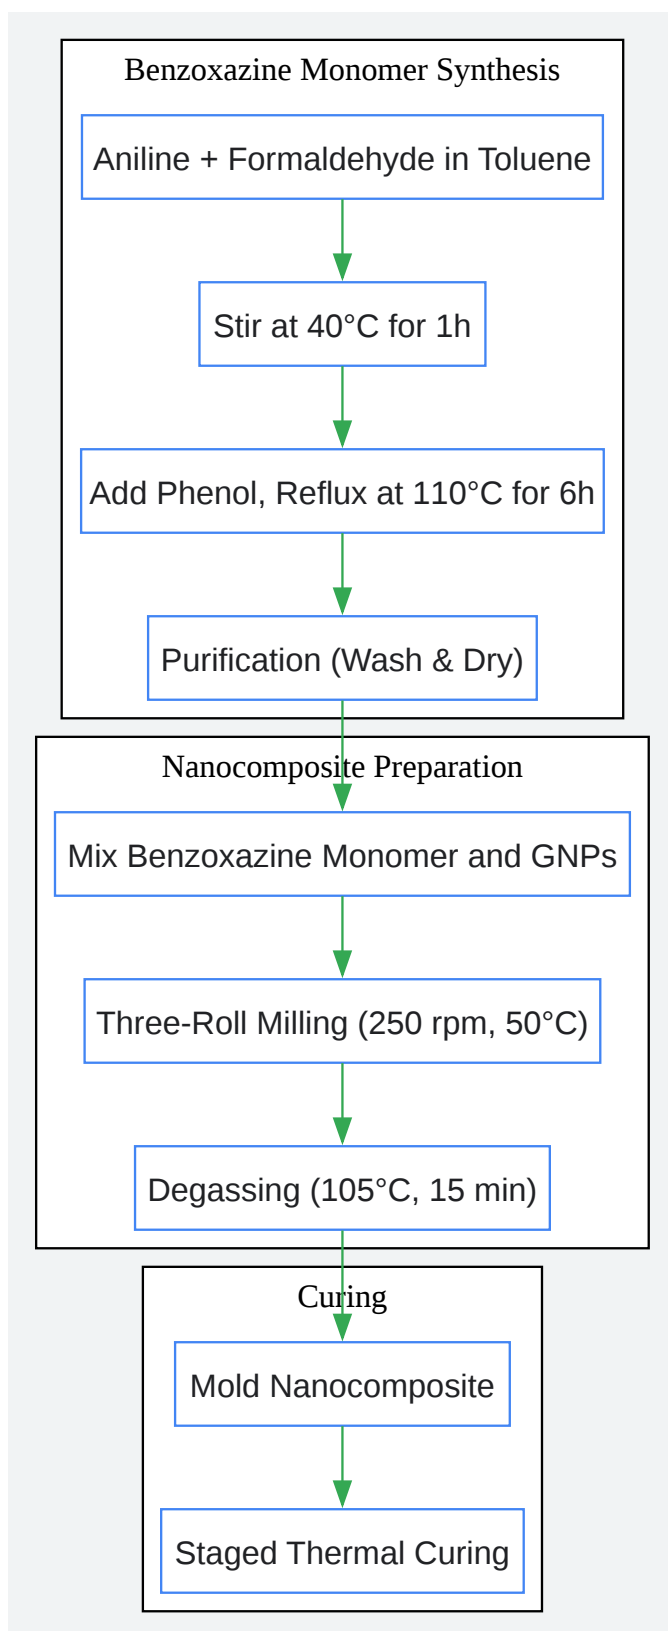 Benzoxazine Monomer Synthesis
Aniline + Formaldehyde in Toluene
Stir at 40°C for 1h
Add Phenol, Reflux at 110°C for 6h
Purification (Wash & Dry)
Nanocomposite Preparation
Mix Benzoxazine Monomer and GNPs
Three-Roll Milling (250 rpm, 50°C)
Degassing (105°C, 15 min)
Curing
Mold Nanocomposite
Staged Thermal Curing